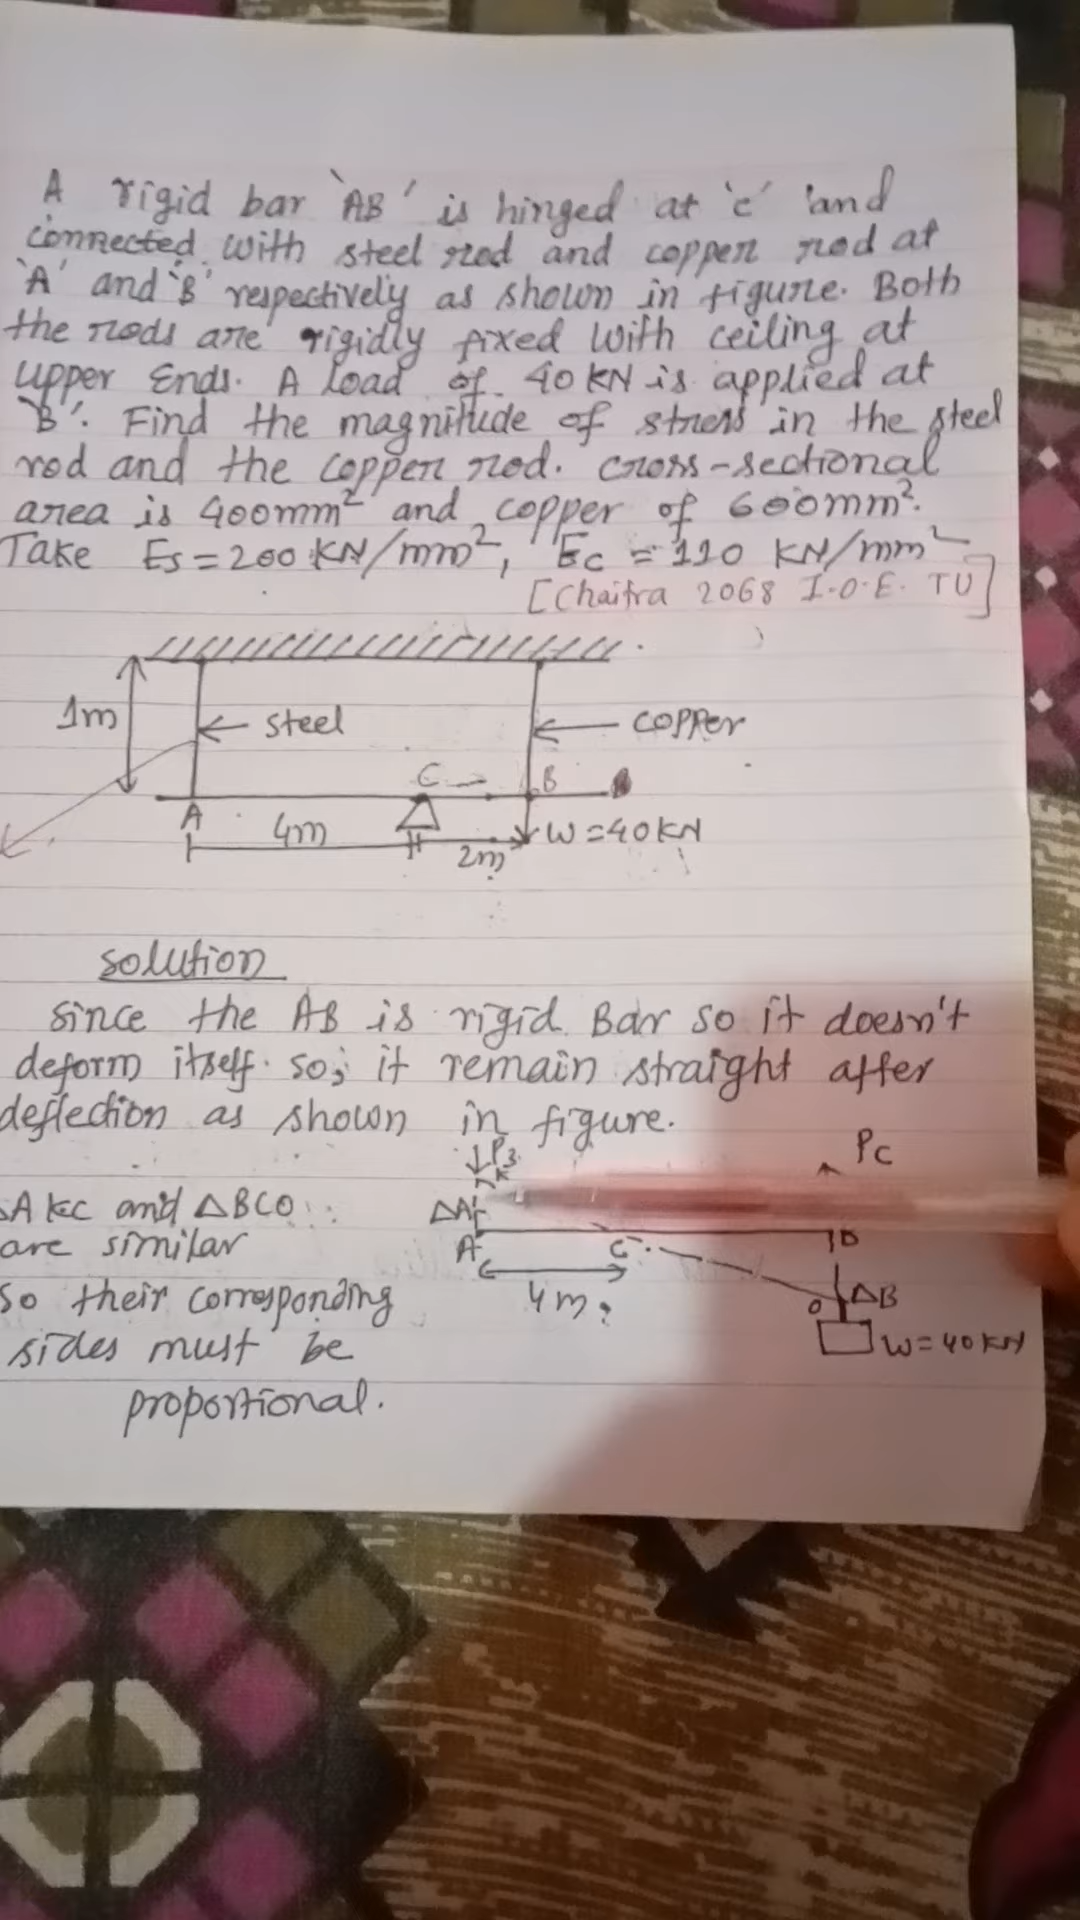 A rigid bar 'AB' is hinged at 'c' 'and
connected with steel rod and copper rod at
'A' and 'B' respectively as shown in figure. Both
the rods are rigidly fixed with ceiling at
upper Ends. A load of 40 KN is applied at
'B'. Find the magnitude of stress in the steel
rod and the copper rod. cross-sectional
area is 400mm² and copper of 600mm².
Take Es = 200 KN/mm², Ec = 110 KN/mm²
[Chaitra 2068 I.O.E. TU]
1m
steel
copper
C
B
A
4m
2m
W = 40KN
solution
since the AB is rigid Bar so it doesn't
deform itself. so; it remain straight after
deflection as shown in figure.
Ps
K
Pc
ΔAKC and ΔBCO
are similar
ΔA
A
C
B
4m
O
ΔB
W = 40KN
so their corresponding
sides must be
proportional.